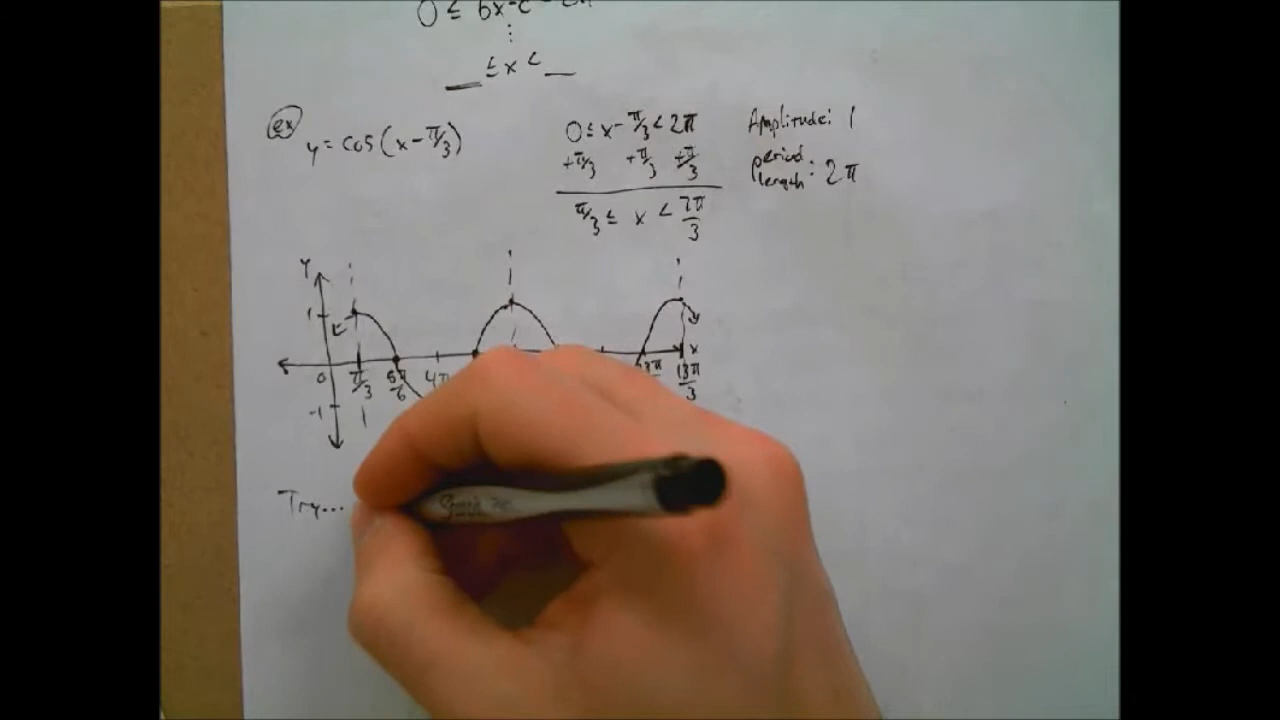 0 ≤ bx-c
⋮
__ ≤ x < __
ex
y = cos(x - π/3)
0 ≤ x - π/3 < 2π
+π/3 +π/3 +π/3
π/3 ≤ x < 7π/3
Amplitude: 1
period length: 2π
y
1
x
0 π/3 5π/6 4π 13π/3
-1
Try...